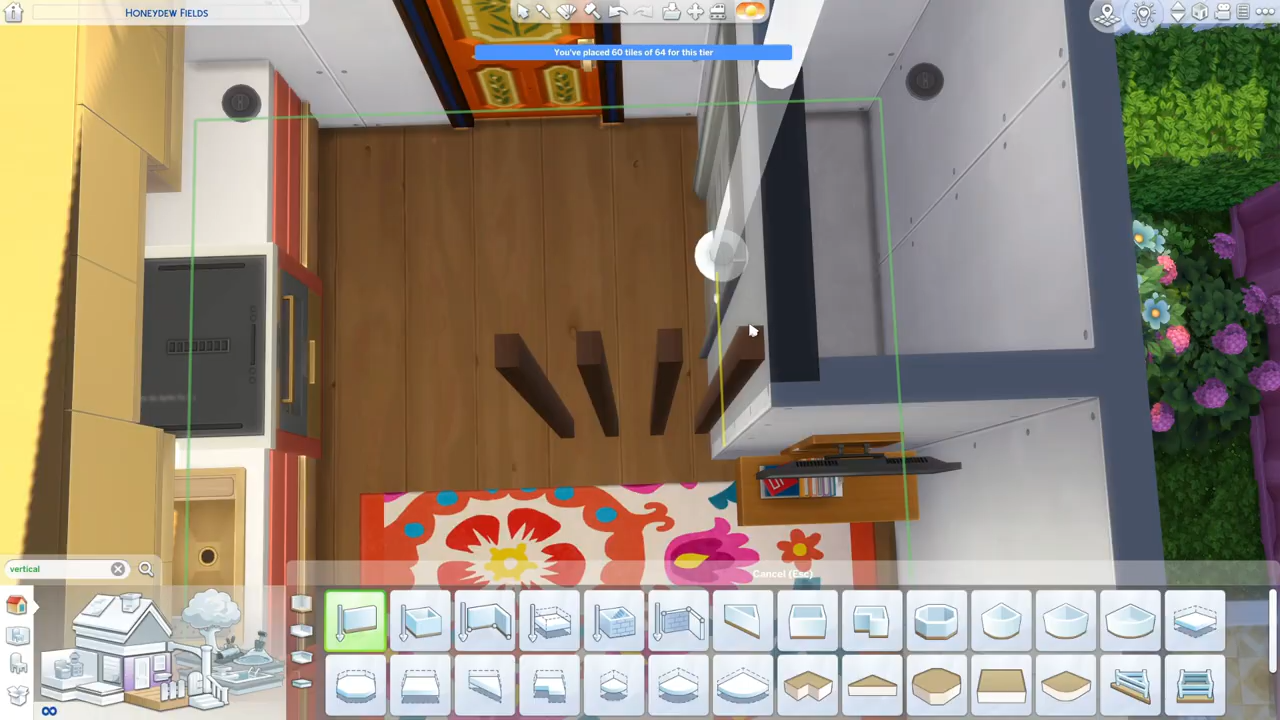 Honeydew Fields
You've placed 60 tiles of 64 for this tier
vertical
Cancel (Esc)